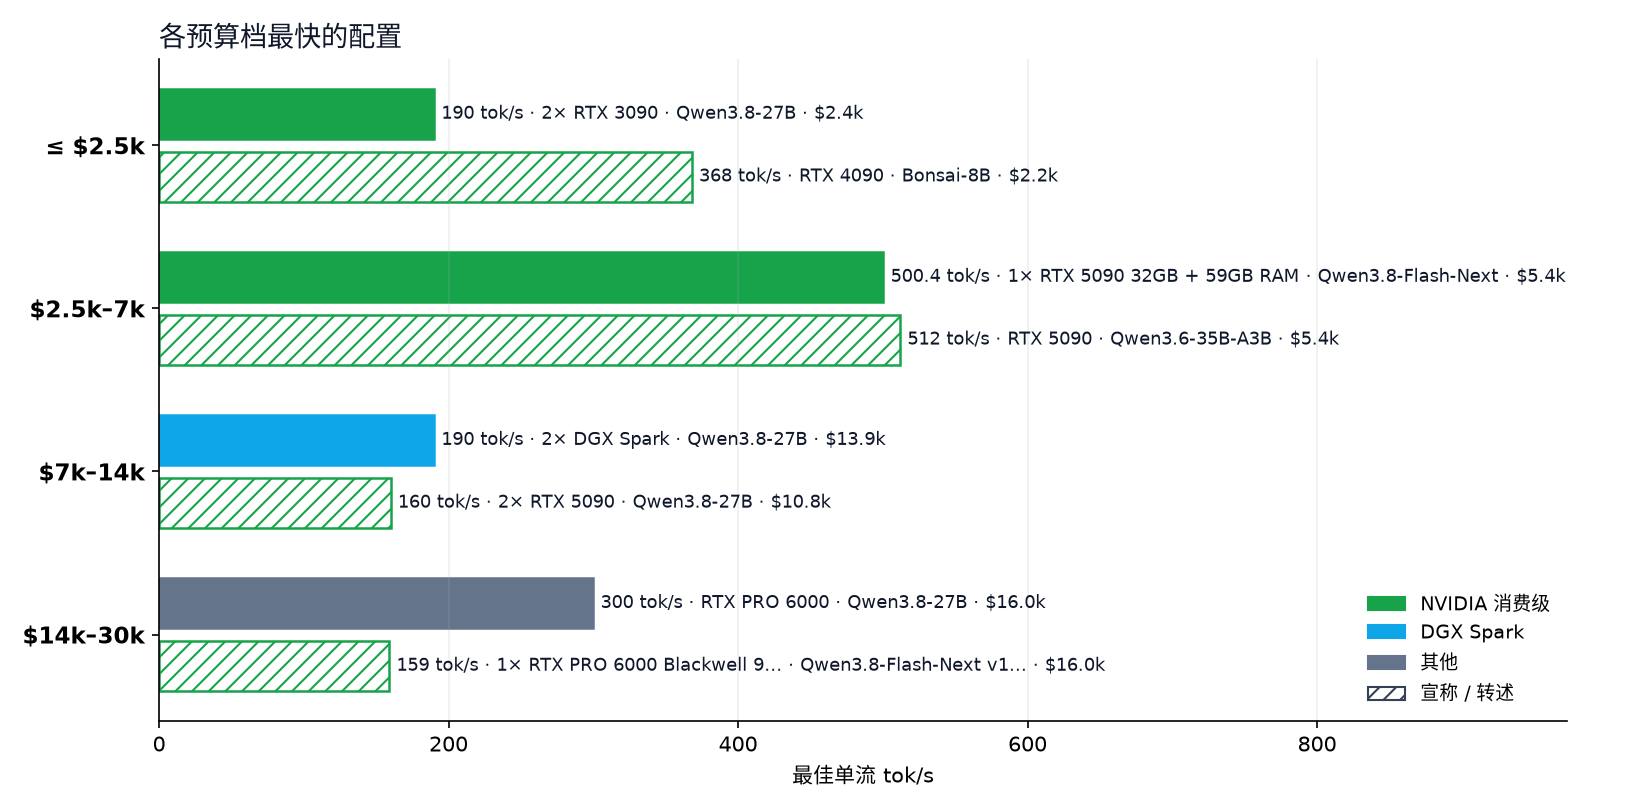 各预算档最快的配置
≤ $2.5k
190 tok/s · 2× RTX 3090 · Qwen3.8-27B · $2.4k
368 tok/s · RTX 4090 · Bonsai-8B · $2.2k
$2.5k–7k
500.4 tok/s · 1× RTX 5090 32GB + 59GB RAM · Qwen3.8-Flash-Next · $5.4k
512 tok/s · RTX 5090 · Qwen3.6-35B-A3B · $5.4k
$7k–14k
190 tok/s · 2× DGX Spark · Qwen3.8-27B · $13.9k
160 tok/s · 2× RTX 5090 · Qwen3.8-27B · $10.8k
$14k–30k
300 tok/s · RTX PRO 6000 · Qwen3.8-27B · $16.0k
159 tok/s · 1× RTX PRO 6000 Blackwell 9… · Qwen3.8-Flash-Next v1… · $16.0k
NVIDIA 消费级
DGX Spark
其他
宣称 / 转述
0 200 400 600 800
最佳单流 tok/s